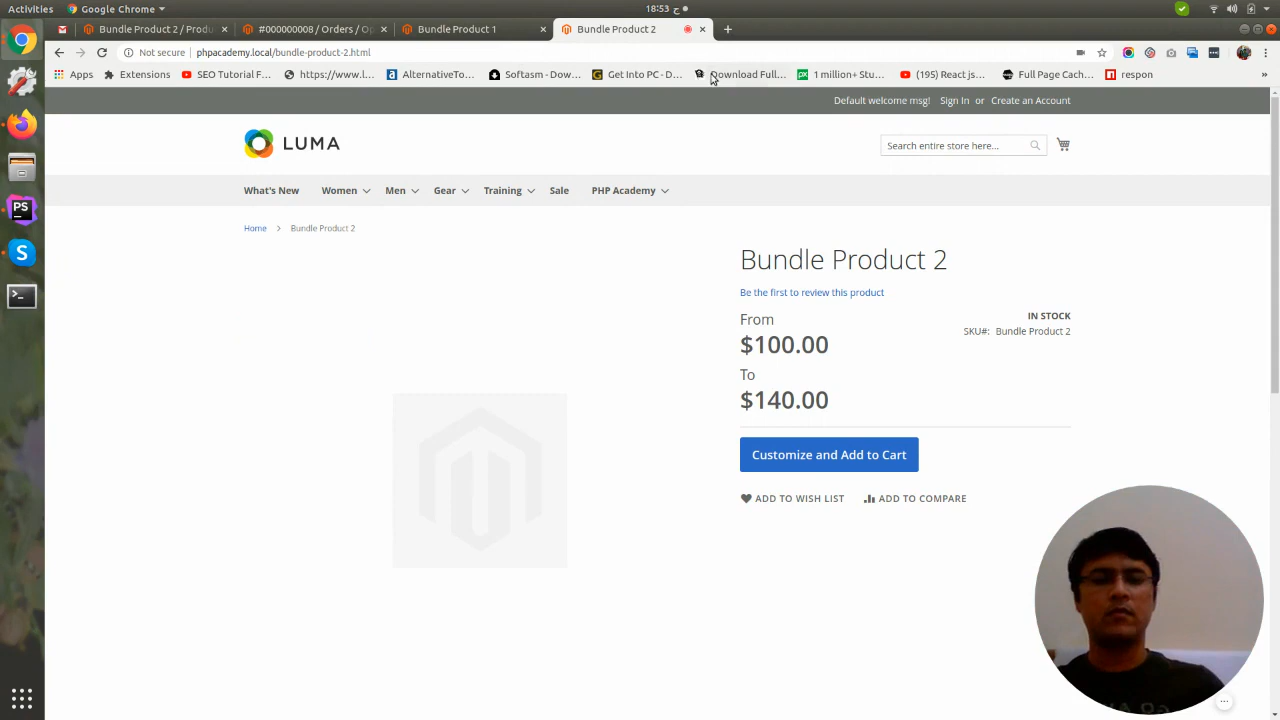 Activities
Google Chrome
18:53 ج
Bundle Product 2 / Produ
#000000008 / Orders / Op
Bundle Product 1
Bundle Product 2
Not secure
phpacademy.local/bundle-product-2.html
Apps
Extensions
SEO Tutorial F...
https://www.l...
AlternativeTo...
Softasm - Dow...
Get Into PC - D...
Download Full...
1 million+ Stu...
(195) React js...
Full Page Cach...
respon
Default welcome msg!
Sign In
or
Create an Account
LUMA
Search entire store here...
What's New
Women
Men
Gear
Training
Sale
PHP Academy
Home
Bundle Product 2
Bundle Product 2
Be the first to review this product
From
$100.00
IN STOCK
SKU#: Bundle Product 2
To
$140.00
Customize and Add to Cart
ADD TO WISH LIST
ADD TO COMPARE
PS
S